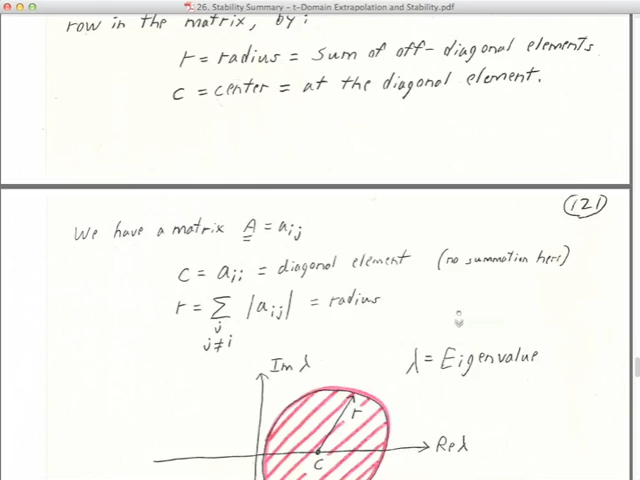 26. Stability Summary - t-Domain Extrapolation and Stability.pdf
row in the matrix, by:
r = radius = sum of off-diagonal elements.
c = center = at the diagonal element.
(121)
We have a matrix A = aij
c = aii = diagonal element (no summation here)
r = Σ |aij| = radius
j
j≠i
λ = Eigenvalue
Im λ
r
Re λ
c